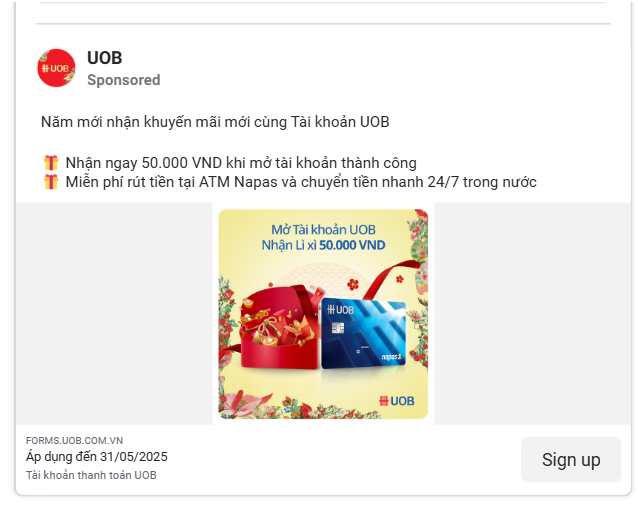 UOB
UOB
Sponsored
Năm mới nhận khuyến mãi mới cùng Tài khoản UOB
Nhận ngay 50.000 VND khi mở tài khoản thành công
Miễn phí rút tiền tại ATM Napas và chuyển tiền nhanh 24/7 trong nước
Mở Tài khoản UOB
Nhận Lì xì 50.000 VND
UOB
napas
UOB
FORMS.UOB.COM.VN
Áp dụng đến 31/05/2025
Tài khoản thanh toán UOB
Sign up